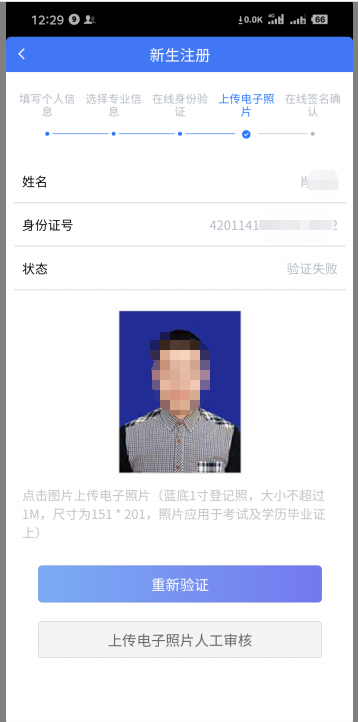 12:29
0.0K
4G
66
新生注册
填写个人信息
选择专业信息
在线身份验证
上传电子照片
在线签名确认
姓名
身份证号 4201141 2
状态 验证失败
点击图片上传电子照片（蓝底1寸登记照，大小不超过
1M，尺寸为151 * 201，照片应用于考试及学历毕业证
上）
重新验证
上传电子照片人工审核